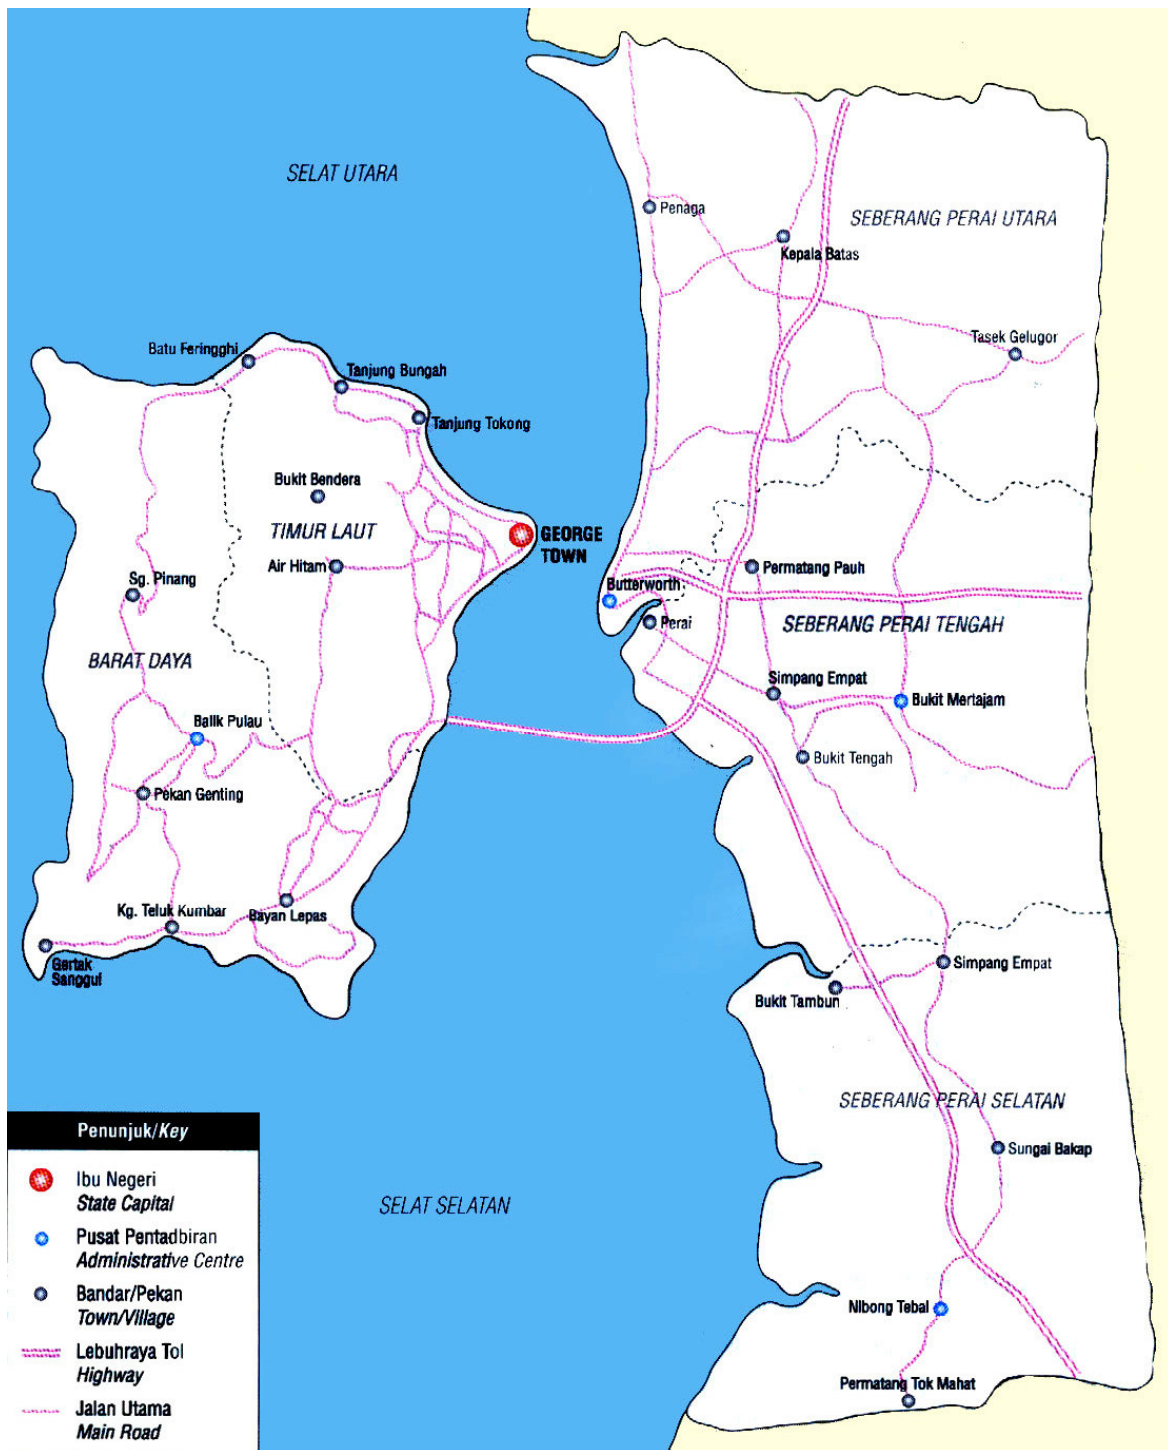 SELAT UTARA
Penaga
SEBERANG PERAI UTARA
Kepala Batas
Tasek Gelugor
Batu Feringghi
Tanjung Bungah
Tanjung Tokong
Bukit Bendera
TIMUR LAUT
GEORGE
TOWN
Air Hitam
Sg. Pinang
Permatang Pauh
Butterworth
Perai
SEBERANG PERAI TENGAH
BARAT DAYA
Simpang Empat
Bukit Mertajam
Balik Pulau
Bukit Tengah
Pekan Genting
Kg. Teluk Kumbar
Bayan Lepas
Gertak
Sanggul
Simpang Empat
Bukit Tambun
SEBERANG PERAI SELATAN
Sungai Bakap
SELAT SELATAN
Nibong Tebal
Permatang Tok Mahat
Penunjuk/Key
Ibu Negeri
State Capital
Pusat Pentadbiran
Administrative Centre
Bandar/Pekan
Town/Village
Lebuhraya Tol
Highway
Jalan Utama
Main Road